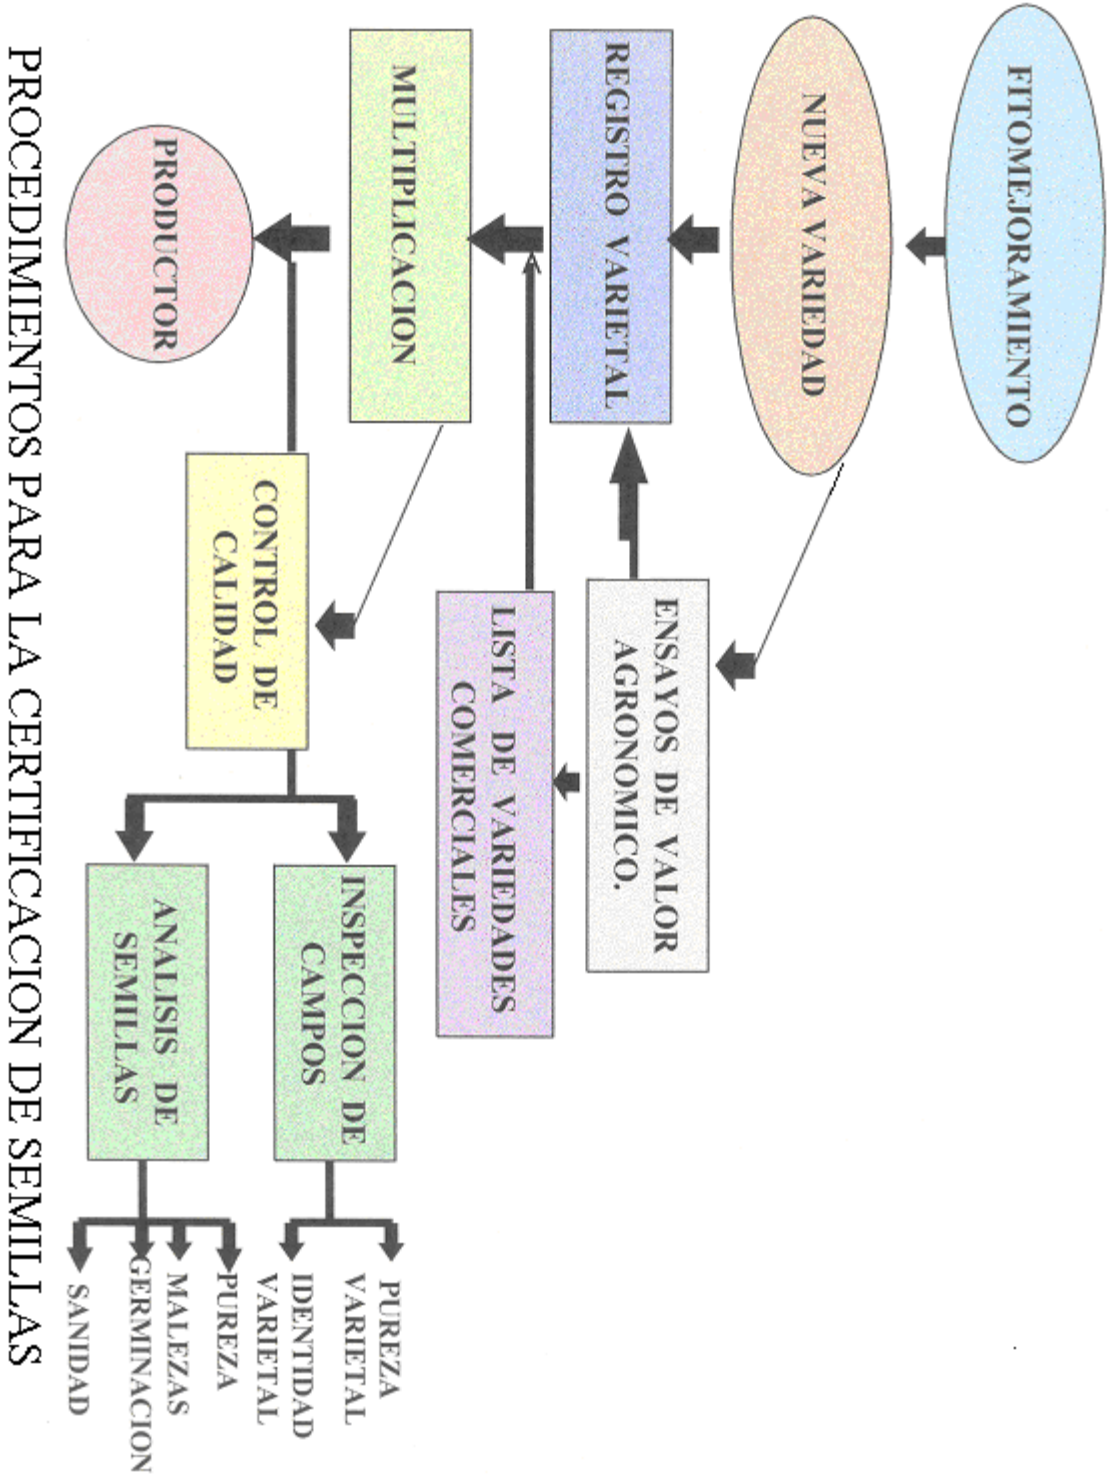 FITOMEJORAMIENTO
NUEVA VARIEDAD
REGISTRO VARIETAL
ENSAYOS DE VALOR
AGRONOMICO.
LISTA DE VARIEDADES
COMERCIALES
MULTIPLICACION
CONTROL DE
CALIDAD
PRODUCTOR
INSPECCION DE
CAMPOS
PUREZA
VARIETAL
IDENTIDAD
VARIETAL
ANALISIS DE
SEMILLAS
PUREZA
MALEZAS
GERMINACION
SANIDAD
PROCEDIMIENTOS PARA LA CERTIFICACION DE SEMILLAS